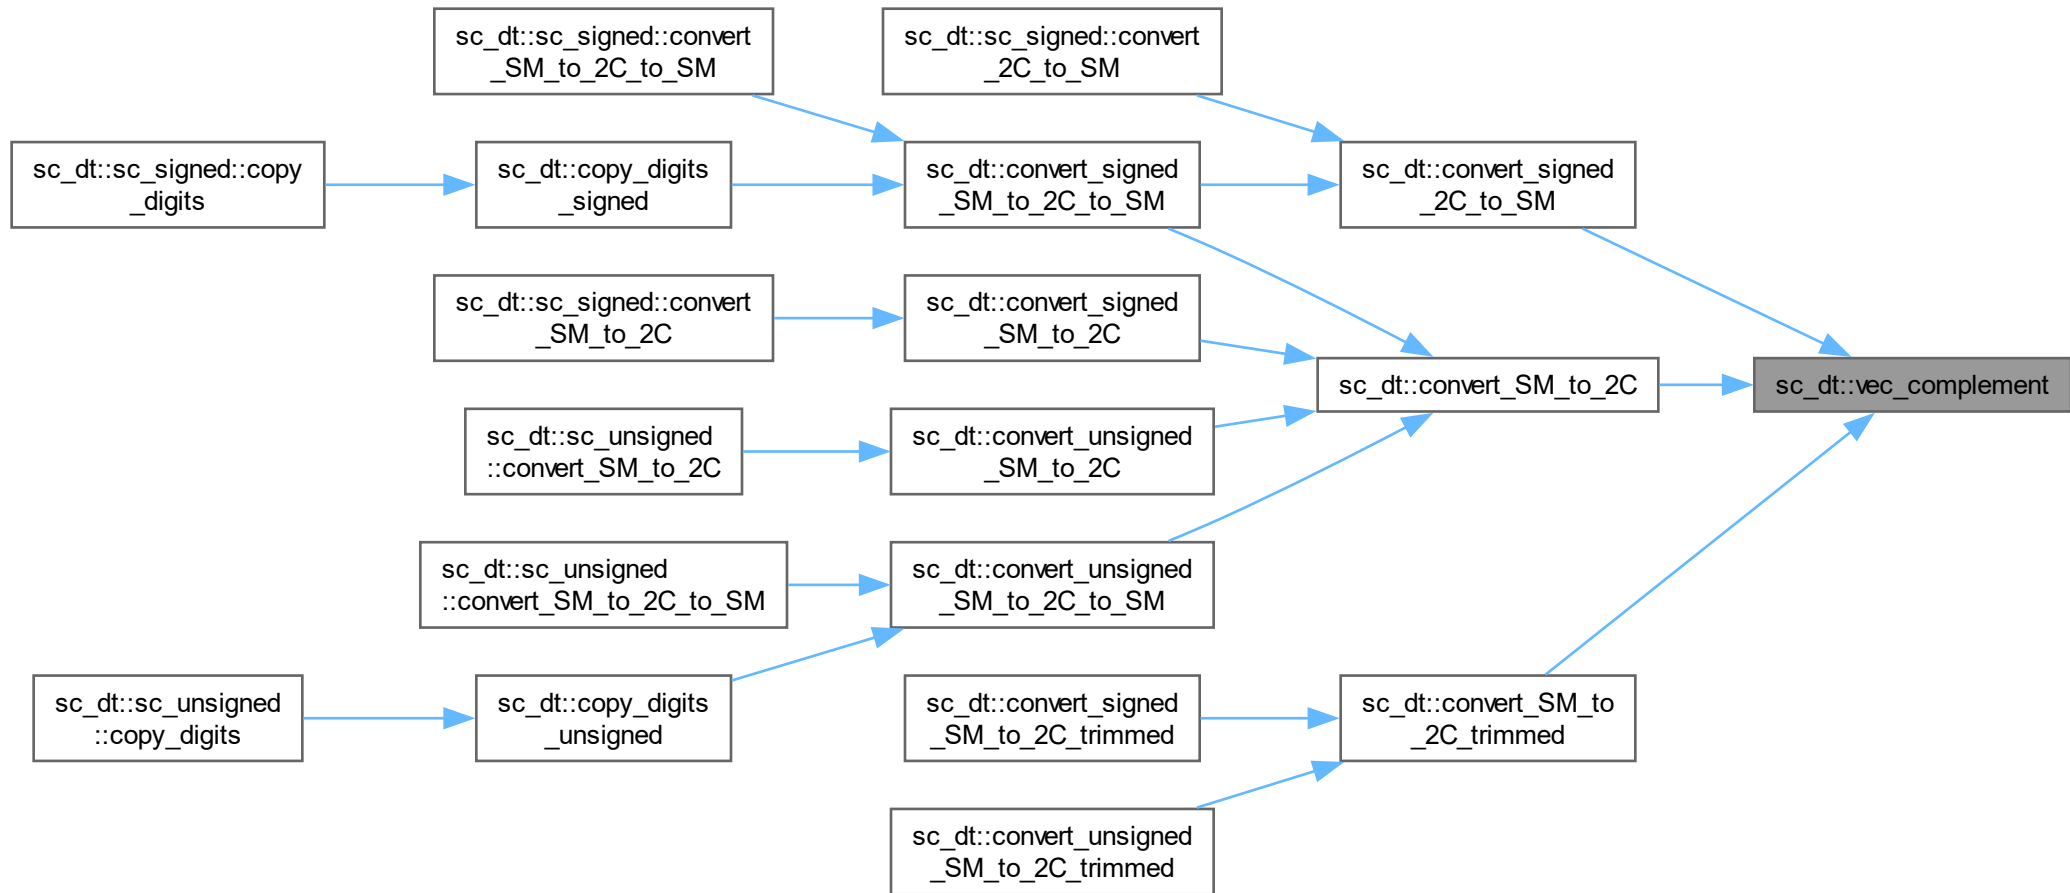 sc_dt::sc_signed::convert
_SM_to_2C_to_SM
sc_dt::sc_signed::convert
_2C_to_SM
sc_dt::sc_signed::copy
_digits
sc_dt::copy_digits
_signed
sc_dt::convert_signed
_SM_to_2C_to_SM
sc_dt::convert_signed
_2C_to_SM
sc_dt::sc_signed::convert
_SM_to_2C
sc_dt::convert_signed
_SM_to_2C
sc_dt::convert_SM_to_2C
sc_dt::vec_complement
sc_dt::sc_unsigned
::convert_SM_to_2C
sc_dt::convert_unsigned
_SM_to_2C
sc_dt::sc_unsigned
::convert_SM_to_2C_to_SM
sc_dt::convert_unsigned
_SM_to_2C_to_SM
sc_dt::sc_unsigned
::copy_digits
sc_dt::copy_digits
_unsigned
sc_dt::convert_signed
_SM_to_2C_trimmed
sc_dt::convert_SM_to
_2C_trimmed
sc_dt::convert_unsigned
_SM_to_2C_trimmed